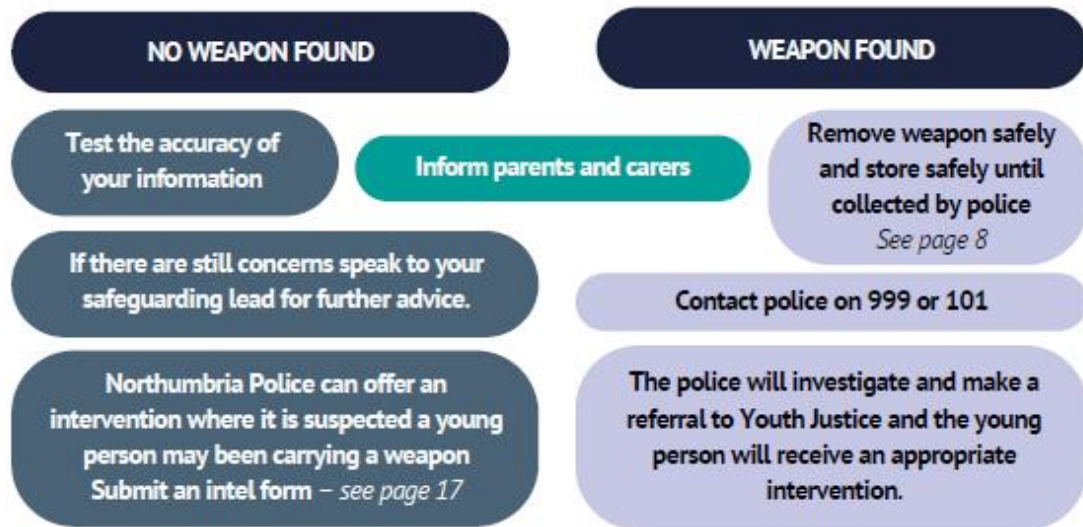 NO WEAPON FOUND
WEAPON FOUND
Test the accuracy of
your information
Inform parents and carers
Remove weapon safely
and store safely until
collected by police
See page 8
If there are still concerns speak to your
safeguarding lead for further advice.
Contact police on 999 or 101
Northumbria Police can offer an
intervention where it is suspected a young
person may been carrying a weapon
Submit an intel form – see page 17
The police will investigate and make a
referral to Youth Justice and the young
person will receive an appropriate
intervention.